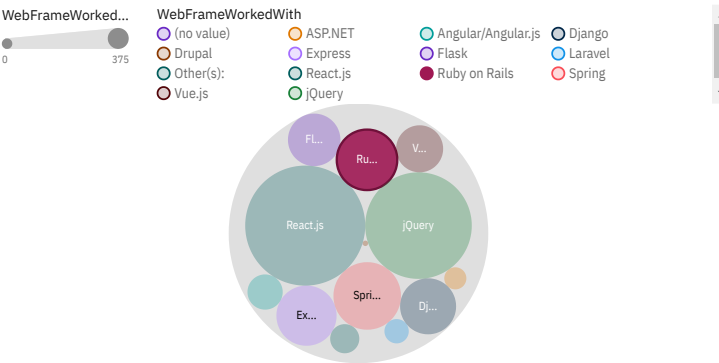 WebFrameWorked...
0
375
WebFrameWorkedWith
(no value)
ASP.NET
Angular/Angular.js
Django
Drupal
Express
Flask
Laravel
Other(s):
React.js
Ruby on Rails
Spring
Vue.js
jQuery
Fl...
Ru...
V...
React.js
jQuery
Spri...
Ex...
Dj...